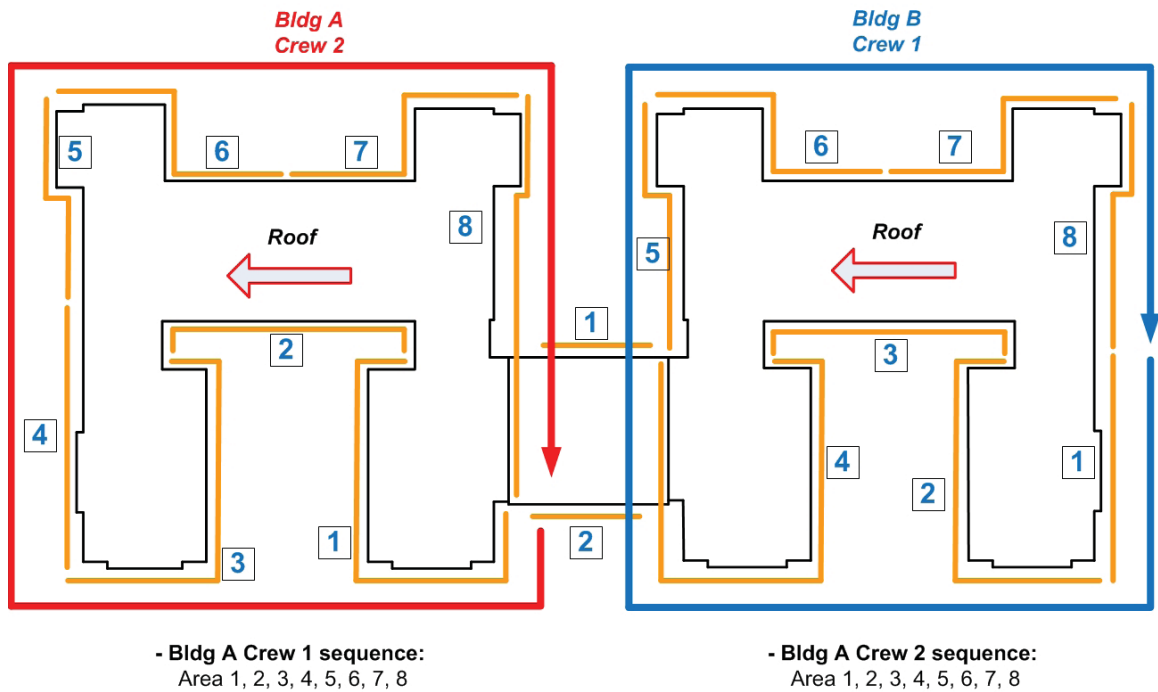 Bldg A
Crew 2
Bldg B
Crew 1
5
6
7
8
Roof
1
2
4
3
1
2
6
7
5
8
Roof
3
4
2
1
- Bldg A Crew 1 sequence:
Area 1, 2, 3, 4, 5, 6, 7, 8
- Bldg A Crew 2 sequence:
Area 1, 2, 3, 4, 5, 6, 7, 8